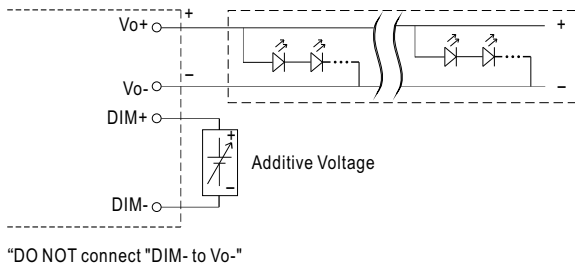 Vo+ + +
Vo- − −
DIM+
+
Additive Voltage
−
DIM-
“DO NOT connect "DIM- to Vo-"